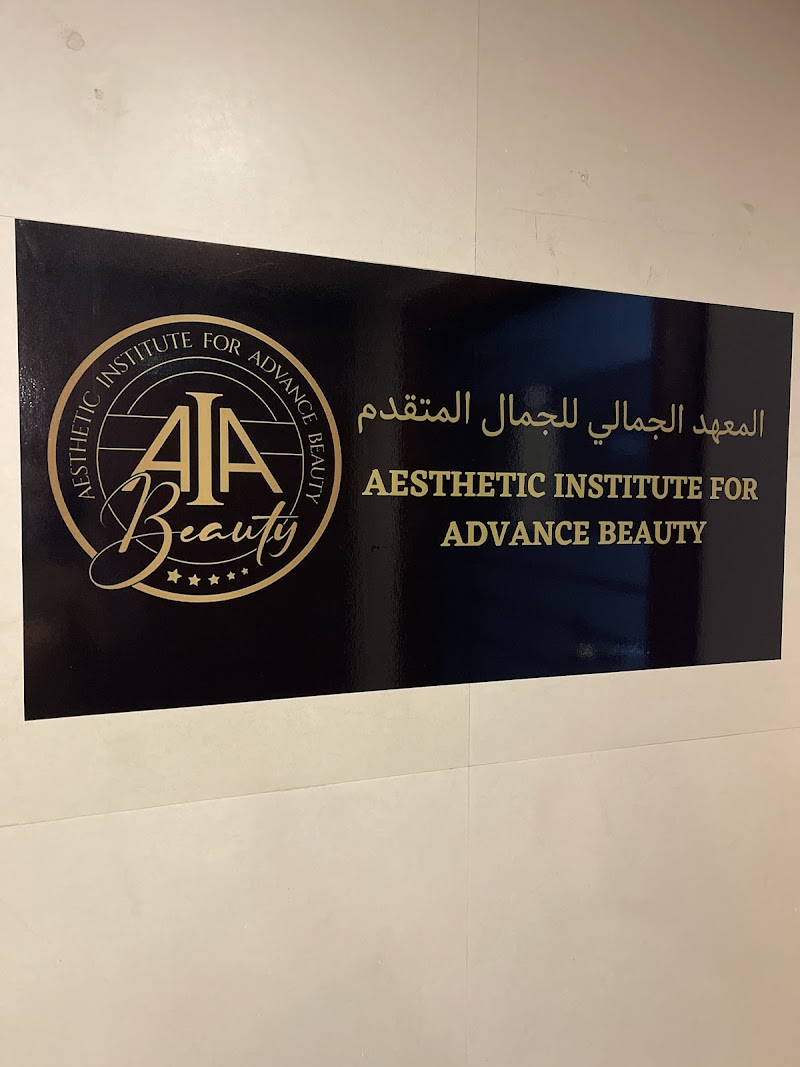 AESTHETIC INSTITUTE FOR ADVANCE BEAUTY
AIA
Beauty
المعهد الجمالي للجمال المتقدم
AESTHETIC INSTITUTE FOR
ADVANCE BEAUTY